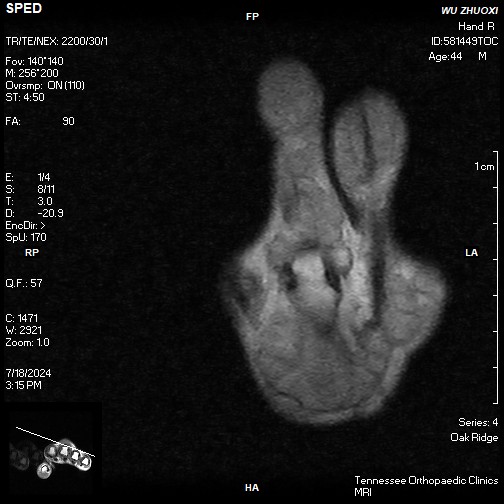 SPED
WU ZHUOXI
FP
Hand R
TR/TE/NEX: 2200/30/1
ID:581449TOC
Age:44 M
Fov: 140*140
M: 256*200
Ovrsmp: ON (110)
ST: 4:50
FA: 90
1cm
E: 1/4
S: 8/11
T: 3.0
D: -20.9
EncDir: >
SpU: 170
RP
LA
Q.F.: 57
C: 1471
W: 2921
Zoom: 1.0
7/18/2024
3:15 PM
Series: 4
Oak Ridge
Tennessee Orthopaedic Clinics
MRI
HA